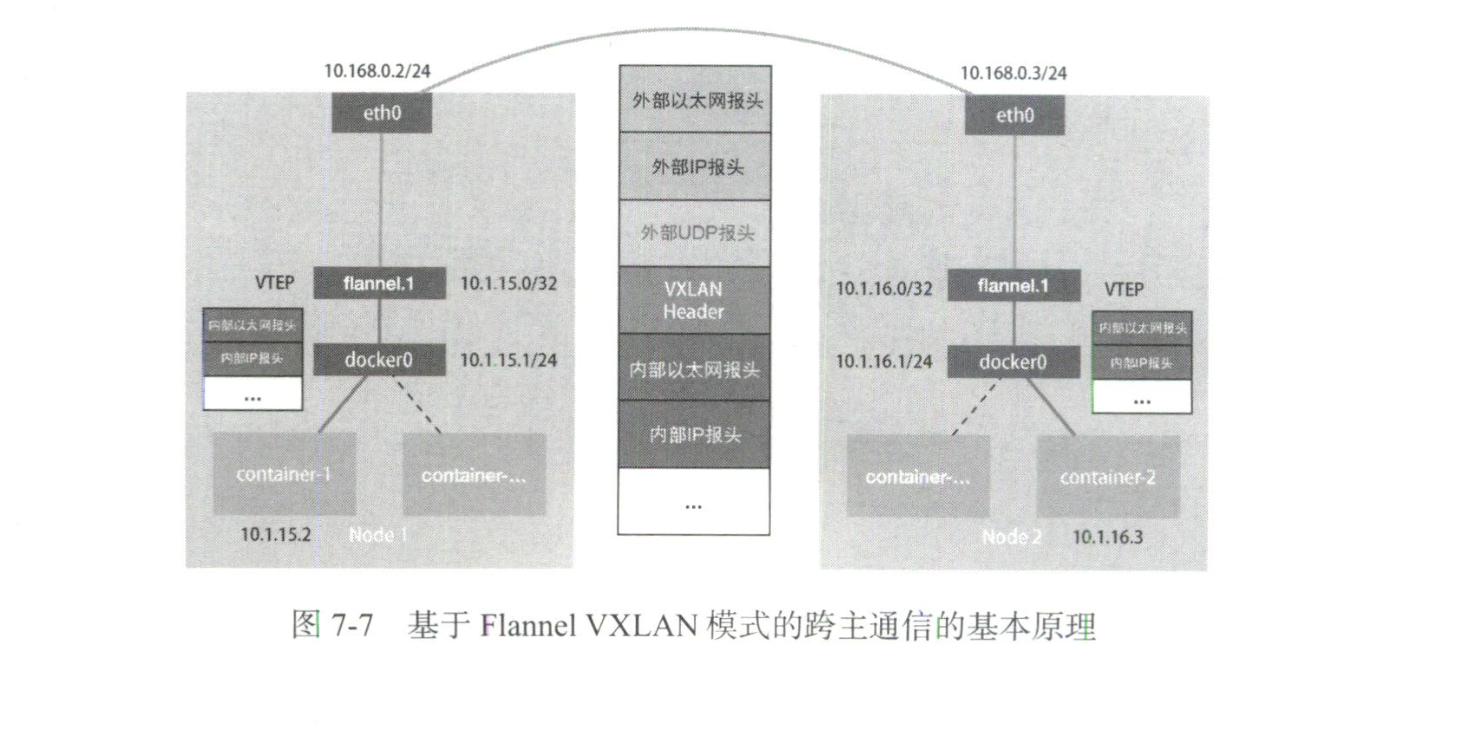 10.168.0.2/24
eth0
VTEP
flannel.1
10.1.15.0/32
内部以太网报头
内部IP报头
...
docker0
10.1.15.1/24
container-1
container-...
10.1.15.2
Node 1
外部以太网报头
外部IP报头
外部UDP报头
VXLAN
Header
内部以太网报头
内部IP报头
...
10.168.0.3/24
eth0
10.1.16.0/32
flannel.1
VTEP
10.1.16.1/24
docker0
内部以太网报头
内部IP报头
...
container-...
container-2
Node 2
10.1.16.3
图 7-7 基于 Flannel VXLAN 模式的跨主通信的基本原理